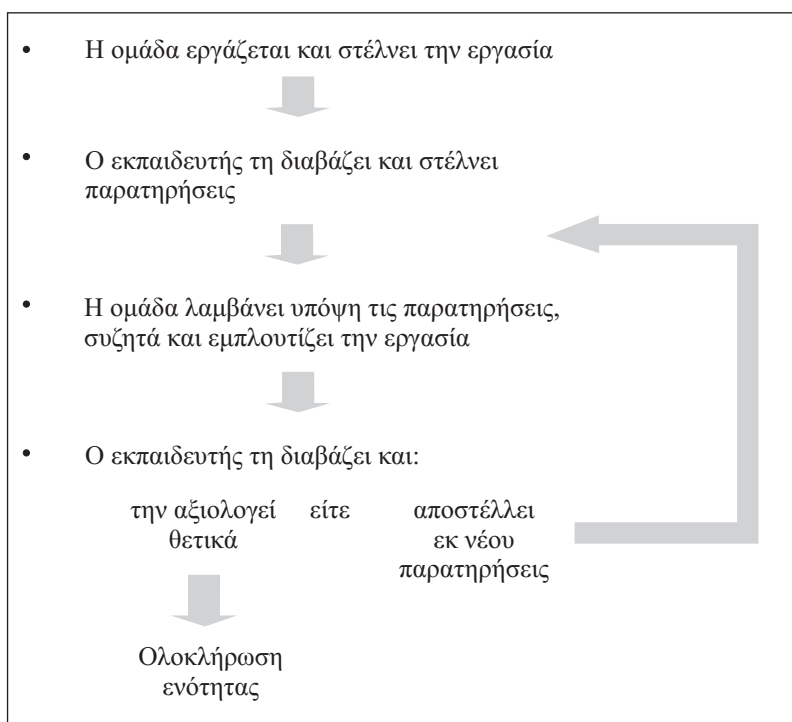 • Η ομάδα εργάζεται και στέλνει την εργασία
• Ο εκπαιδευτής τη διαβάζει και στέλνει
παρατηρήσεις
• Η ομάδα λαμβάνει υπόψη τις παρατηρήσεις,
συζητά και εμπλουτίζει την εργασία
• Ο εκπαιδευτής τη διαβάζει και:
την αξιολογεί είτε αποστέλλει
θετικά εκ νέου
παρατηρήσεις
Ολοκλήρωση
ενότητας